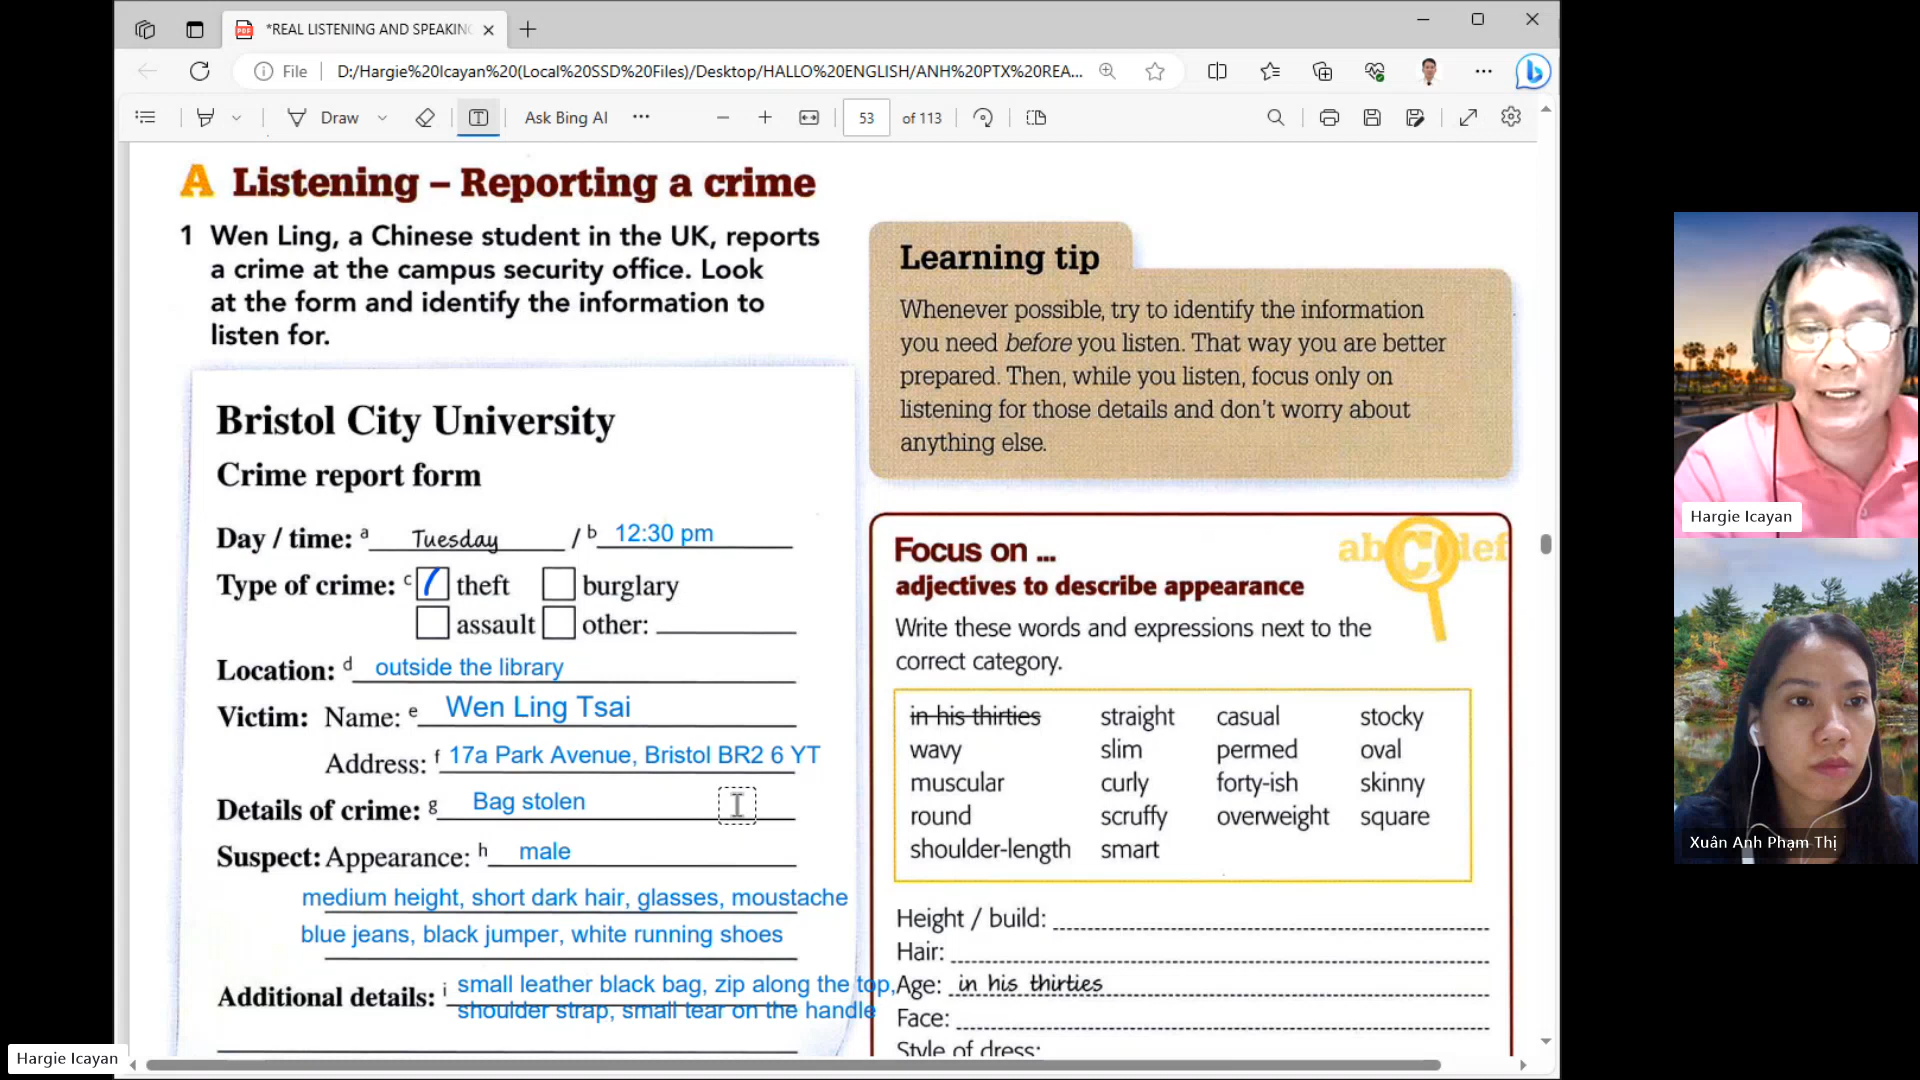 *REAL LISTENING AND SPEAKING
File
D:/Hargie%20Icayan%20(Local%20SSD%20Files)/Desktop/HALLO%20ENGLISH/ANH%20PTX%20REA...
Draw
Ask Bing AI
53
of 113
A Listening – Reporting a crime
1 Wen Ling, a Chinese student in the UK, reports
a crime at the campus security office. Look
at the form and identify the information to
listen for.
Bristol City University
Crime report form
Day / time: a Tuesday / b 12:30 pm
Type of crime: c theft burglary
assault other:
Location: d outside the library
Victim: Name: e Wen Ling Tsai
Address: f 17a Park Avenue, Bristol BR2 6 YT
Details of crime: g Bag stolen
Suspect: Appearance: h male
medium height, short dark hair, glasses, moustache
blue jeans, black jumper, white running shoes
Additional details: i small leather black bag, zip along the top,
shoulder strap, small tear on the handle
Learning tip
Whenever possible, try to identify the information
you need before you listen. That way you are better
prepared. Then, while you listen, focus only on
listening for those details and don't worry about
anything else.
Focus on ...
abcdef
adjectives to describe appearance
Write these words and expressions next to the
correct category.
in his thirties straight casual stocky
wavy slim permed oval
muscular curly forty-ish skinny
round scruffy overweight square
shoulder-length smart
Height / build:
Hair:
Age: in his thirties
Face:
Style of dress:
Hargie Icayan
Xuân Anh Phạm Thị
Hargie Icayan